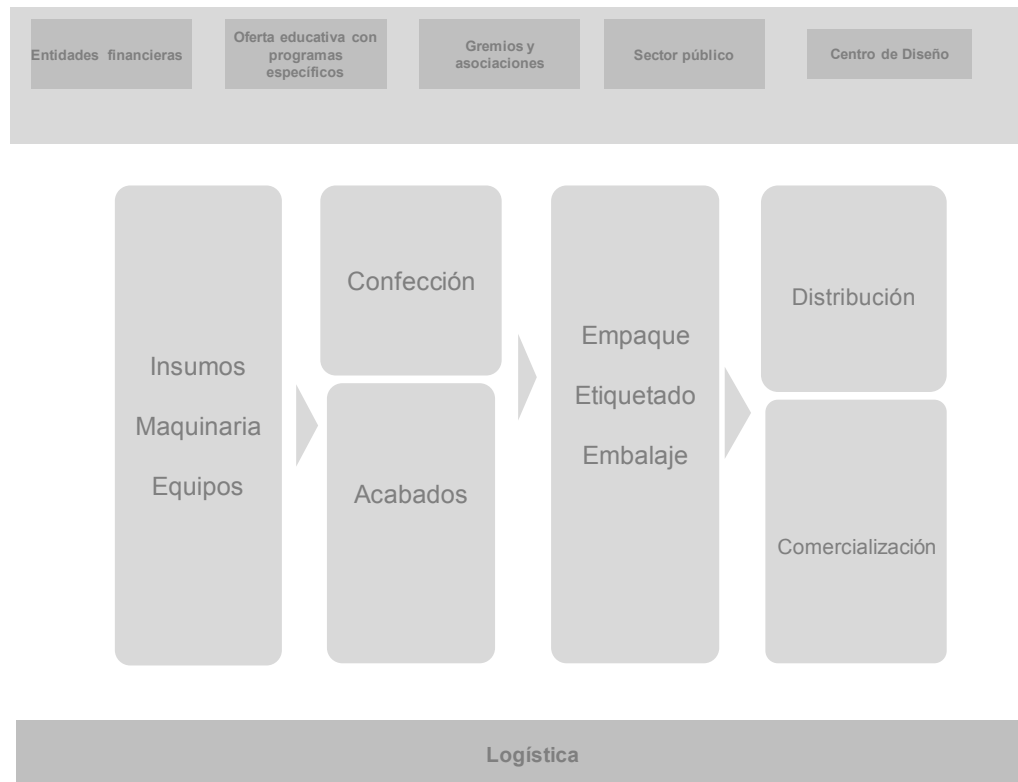 Entidades financieras
Oferta educativa con
programas
específicos
Gremios y
asociaciones
Sector público
Centro de Diseño
Insumos
Maquinaria
Equipos
Confección
Acabados
Empaque
Etiquetado
Embalaje
Distribución
Comercialización
Logística